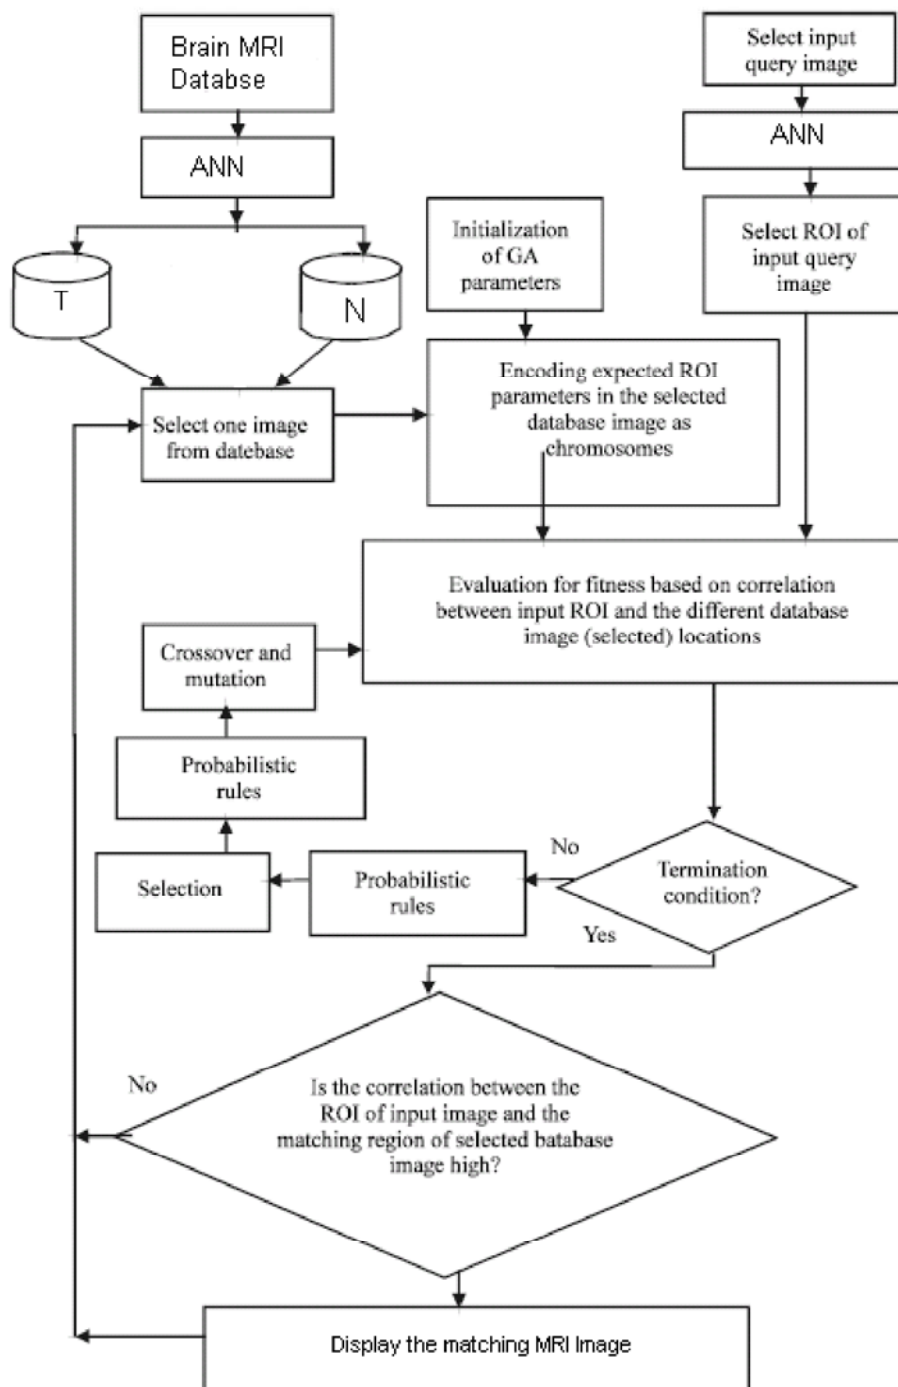 Brain MRI
Databse
ANN
T
N
Select one image
from datebase
Initialization
of GA
parameters
Encoding expected ROI
parameters in the selected
database image as
chromosomes
Select input
query image
ANN
Select ROI of
input query
image
Evaluation for fitness based on correlation
between input ROI and the different database
image (selected) locations
Crossover and
mutation
Probabilistic
rules
Selection
Probabilistic
rules
No
Termination
condition?
Yes
No
Is the correlation between the
ROI of input image and the
matching region of selected batabase
image high?
Display the matching MRI Image